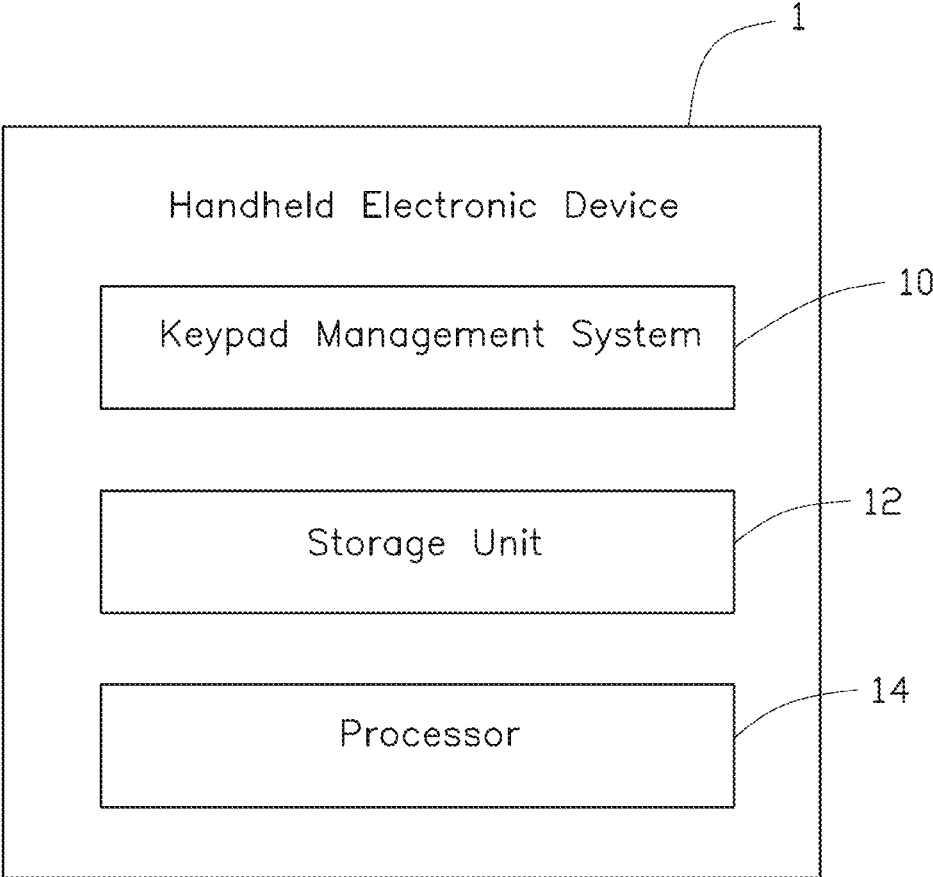 1
Handheld Electronic Device
10
Keypad Management System
12
Storage Unit
14
Processor